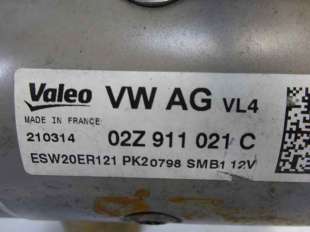 Valeo VW AG VL4
MADE IN FRANCE
210314 02Z 911 021 C
ESW20ER121 PK20798 SMB1 12V